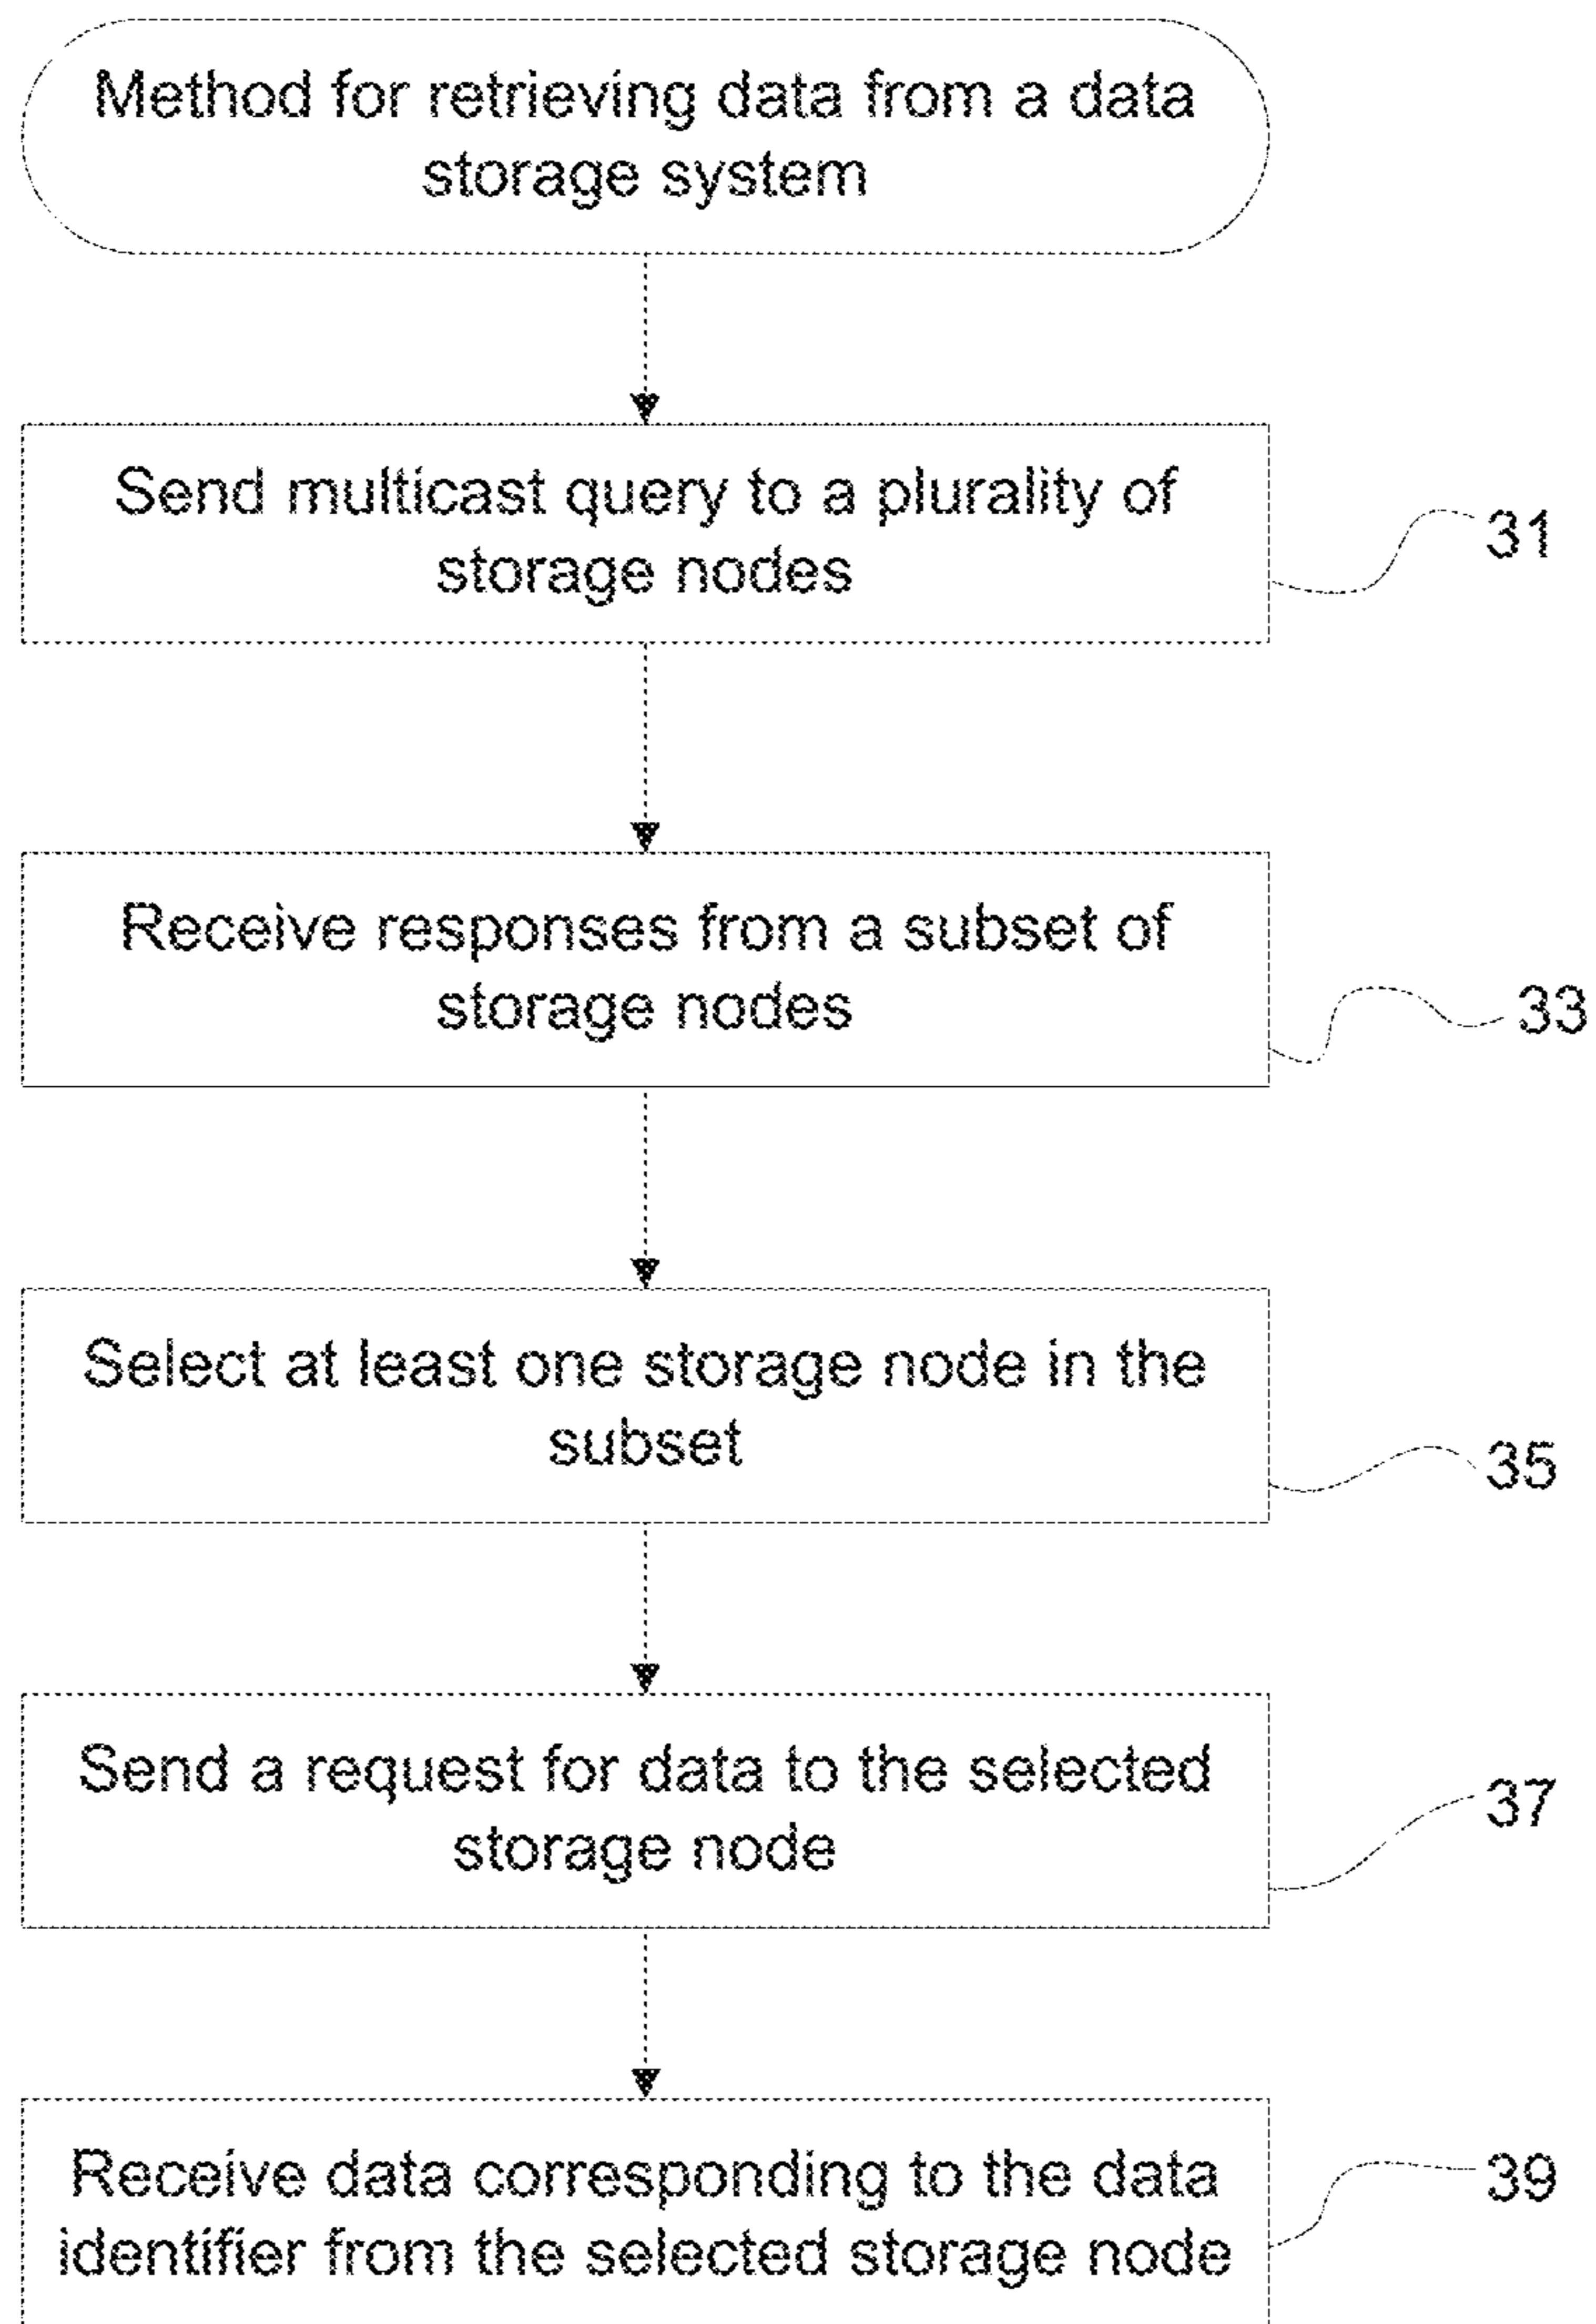 Method for retrieving data from a data
storage system
Send multicast query to a plurality of
storage nodes
31
Receive responses from a subset of
storage nodes
33
Select at least one storage node in the
subset
35
Send a request for data to the selected
storage node
37
Receive data corresponding to the data
identifier from the selected storage node
39